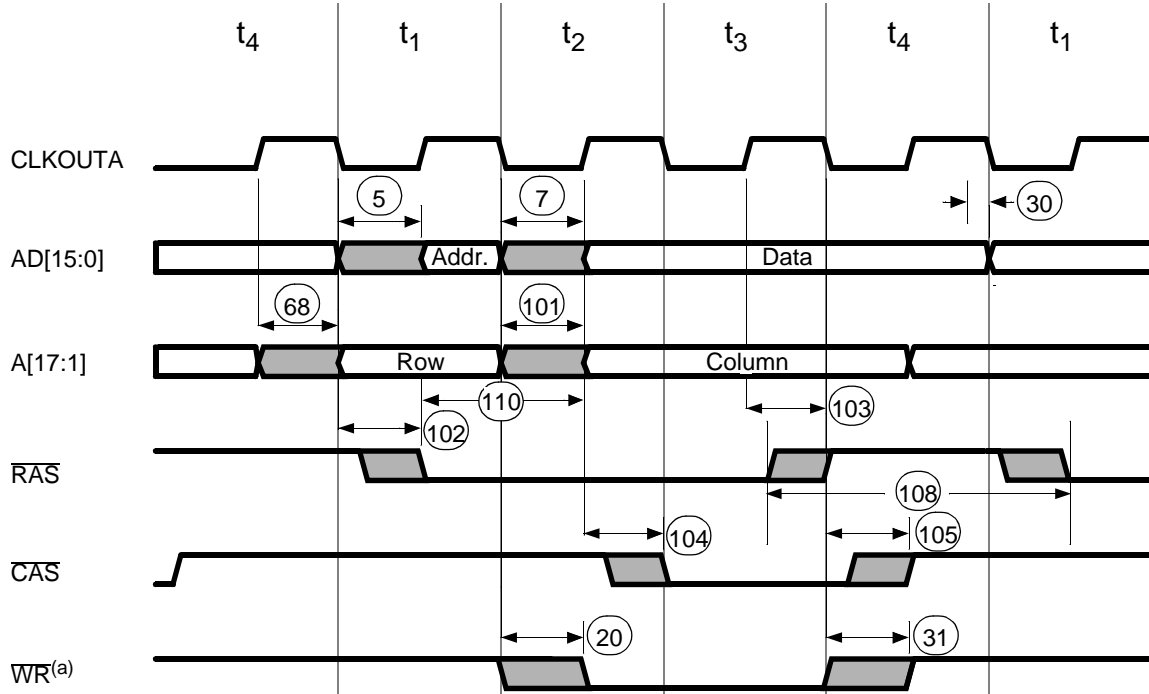 t4 t1 t2 t3 t4 t1
CLKOUTA
5 7 30
AD[15:0] Addr. Data
68 101
A[17:1] Row Column
110 103
102
RAS
108
104 105
CAS
20 31
WR(a)